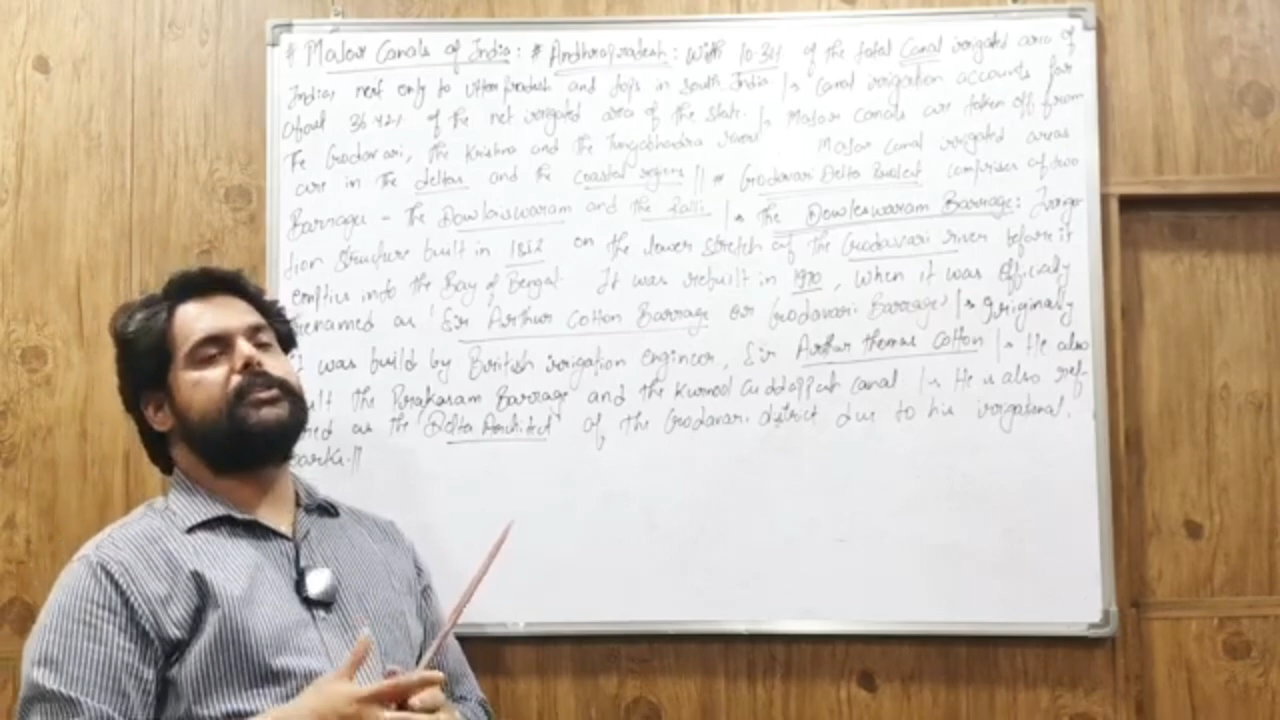 # Major Canals of India : # Andhra Pradesh : With 10.34% of the total Canal irrigated area of
India, next only to Uttar Pradesh and tops in South India | → Canal irrigation accounts for
about 36.42% of the net irrigated area of the state. | → Major Canals are taken off from
The Godavari, the Krishna and the Tungabhadra river Major Canal irrigated areas
are in the deltas and the coastal regions || # Godavari Delta comprises of two
Barrages - the Dowlaiswaram and the | → the Dowleswaram Barrage : Irriga-
tion structure built in 1852 on the lower stretch of the Godavari river before it
empties into the Bay of Bengal. It was rebuilt in 1970, when it was officially
renamed as 'Sir Arthur Cotton Barrage or Godavari Barrage' | → Originally
it was build by British irrigation engineer, Sir Arthur thomas Cotton | → He also
the Prakasam Barrage and the Kurnool Cuddappah canal. | → He is also ref-
as the 'Delta Architect' of the Godavari district due to his irrigational.
||